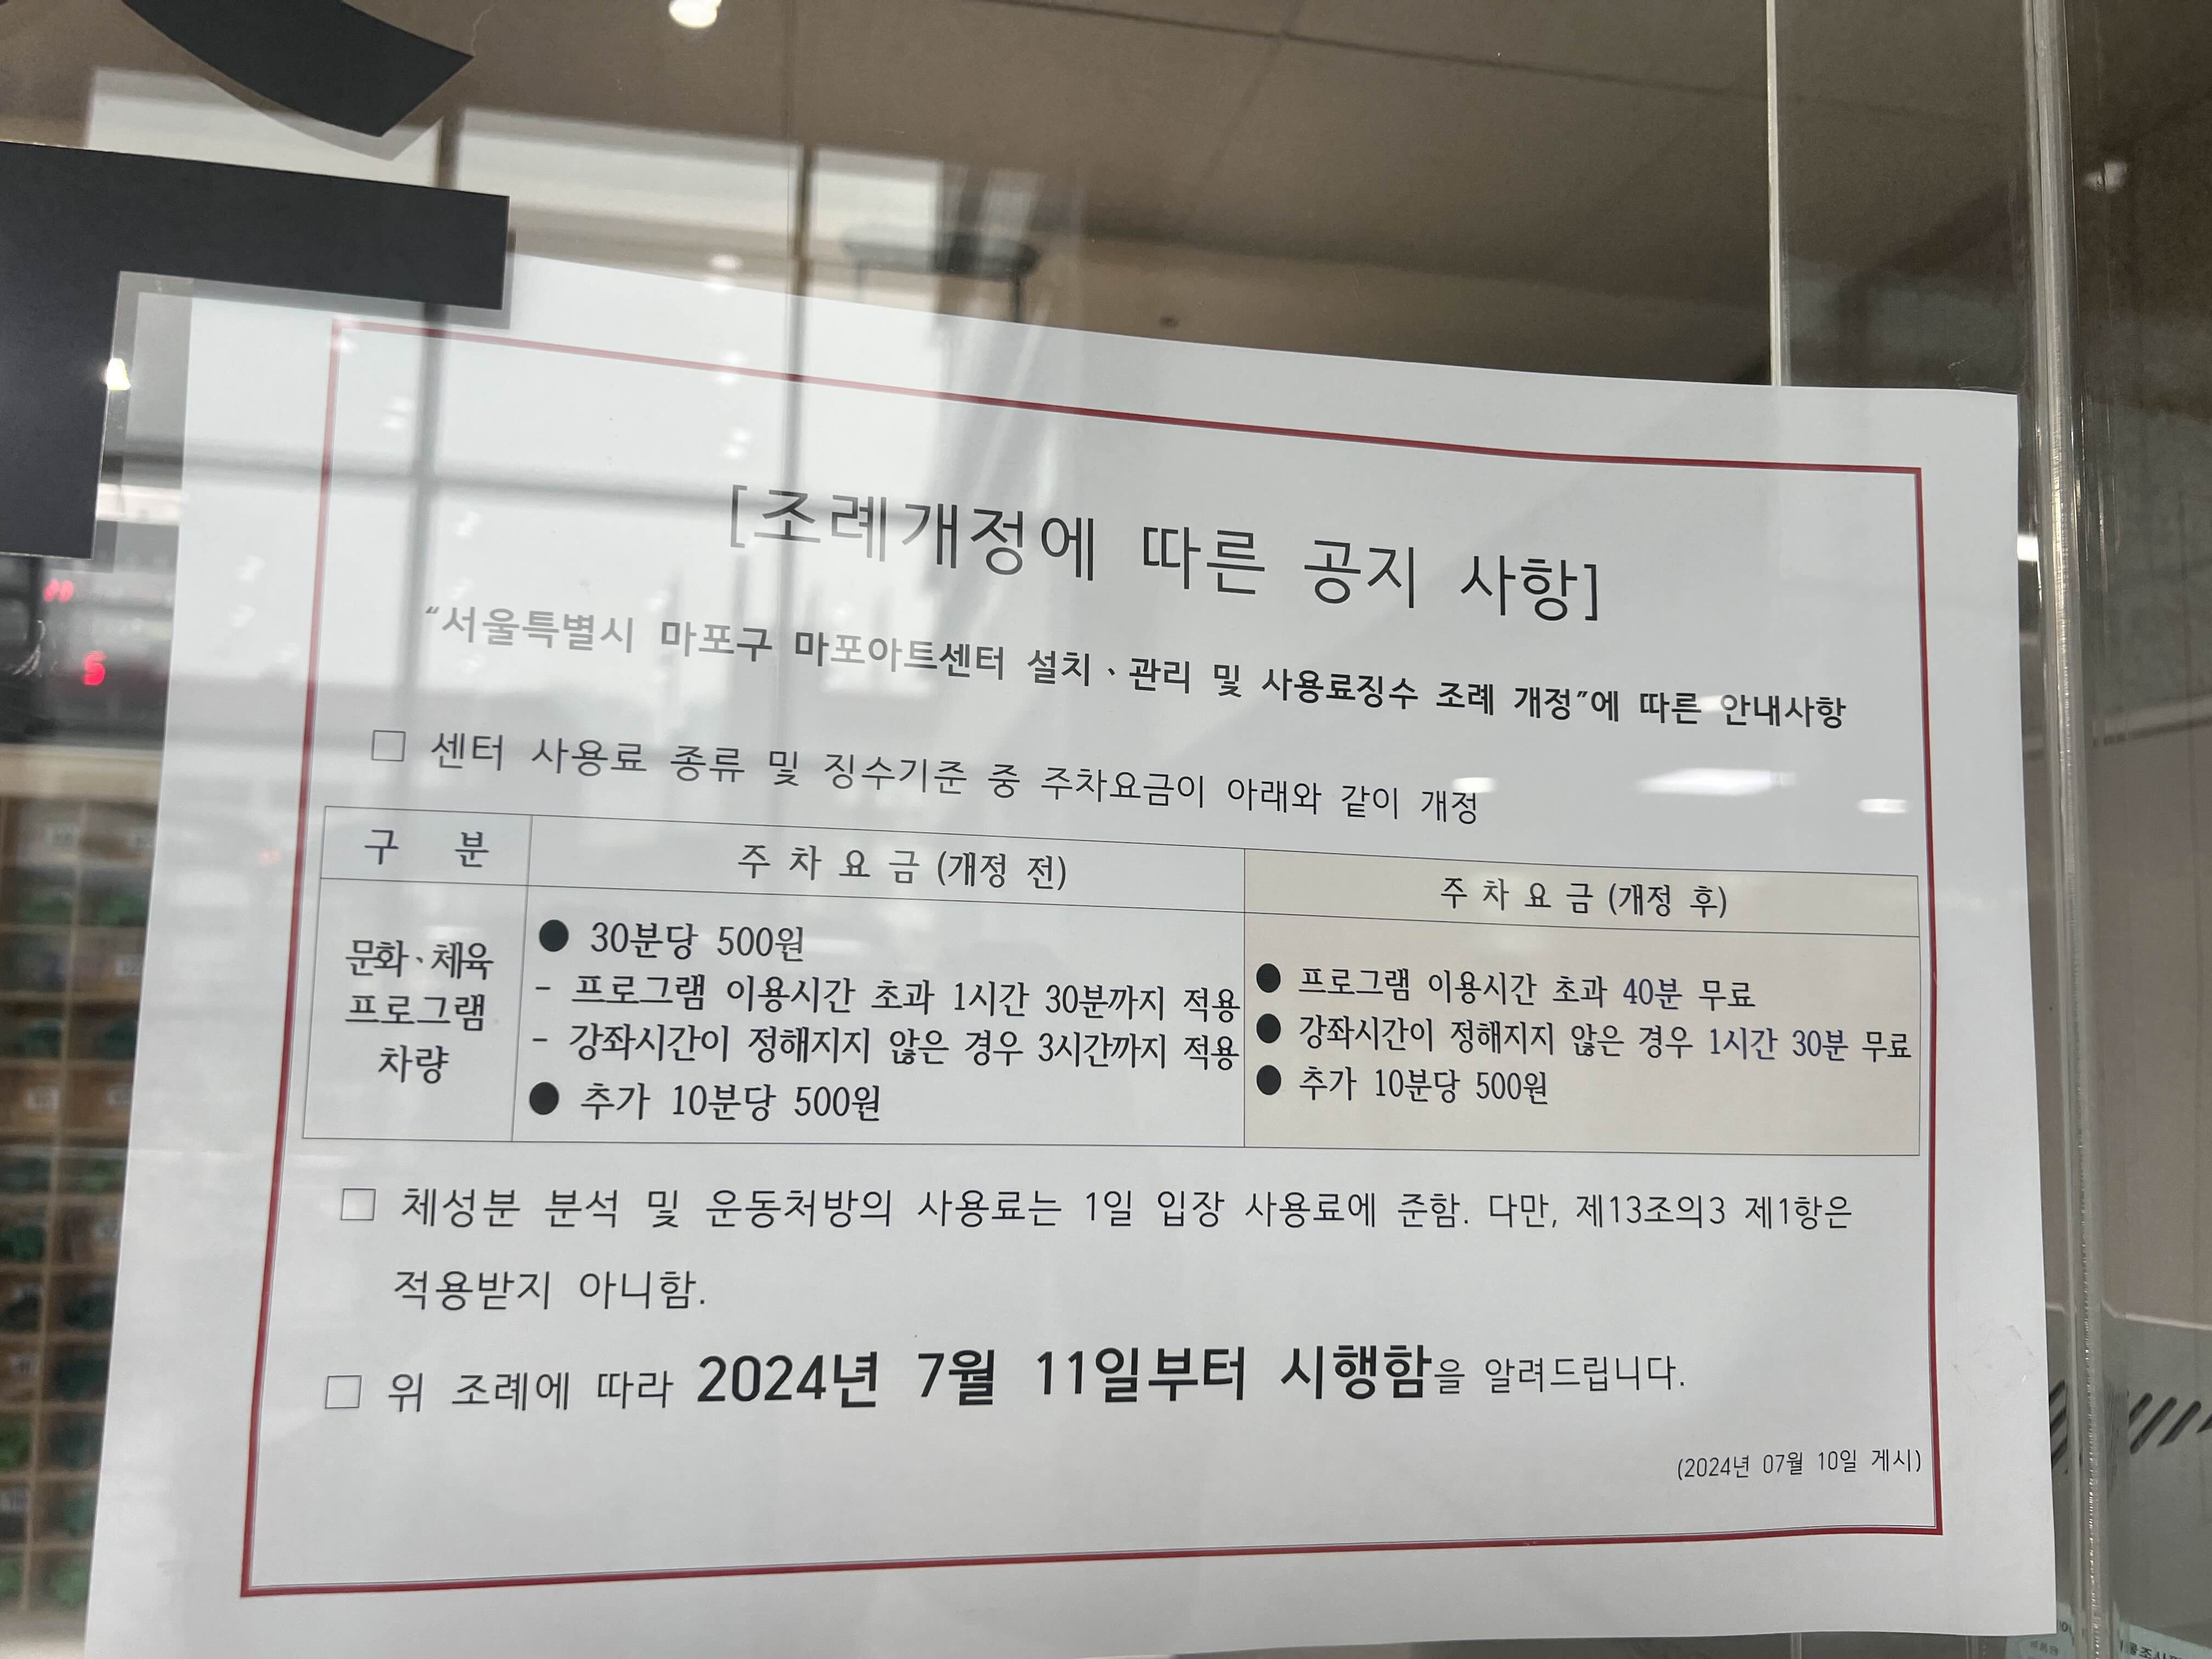 [조례개정에 따른 공지 사항]
“서울특별시 마포구 마포아트센터 설치、관리 및 사용료징수 조례 개정”에 따른 안내사항
□ 센터 사용료 종류 및 징수기준 중 주차요금이 아래와 같이 개정
구 분
주 차 요 금 (개정 전)
주 차 요 금 (개정 후)
문화、체육
프로그램
차량
● 30분당 500원
- 프로그램 이용시간 초과 1시간 30분까지 적용
- 강좌시간이 정해지지 않은 경우 3시간까지 적용
● 추가 10분당 500원
● 프로그램 이용시간 초과 40분 무료
● 강좌시간이 정해지지 않은 경우 1시간 30분 무료
● 추가 10분당 500원
□ 체성분 분석 및 운동처방의 사용료는 1일 입장 사용료에 준함. 다만, 제13조의3 제1항은
적용받지 아니함.
□ 위 조례에 따라 2024년 7월 11일부터 시행함을 알려드립니다.
(2024년 07월 10일 게시)